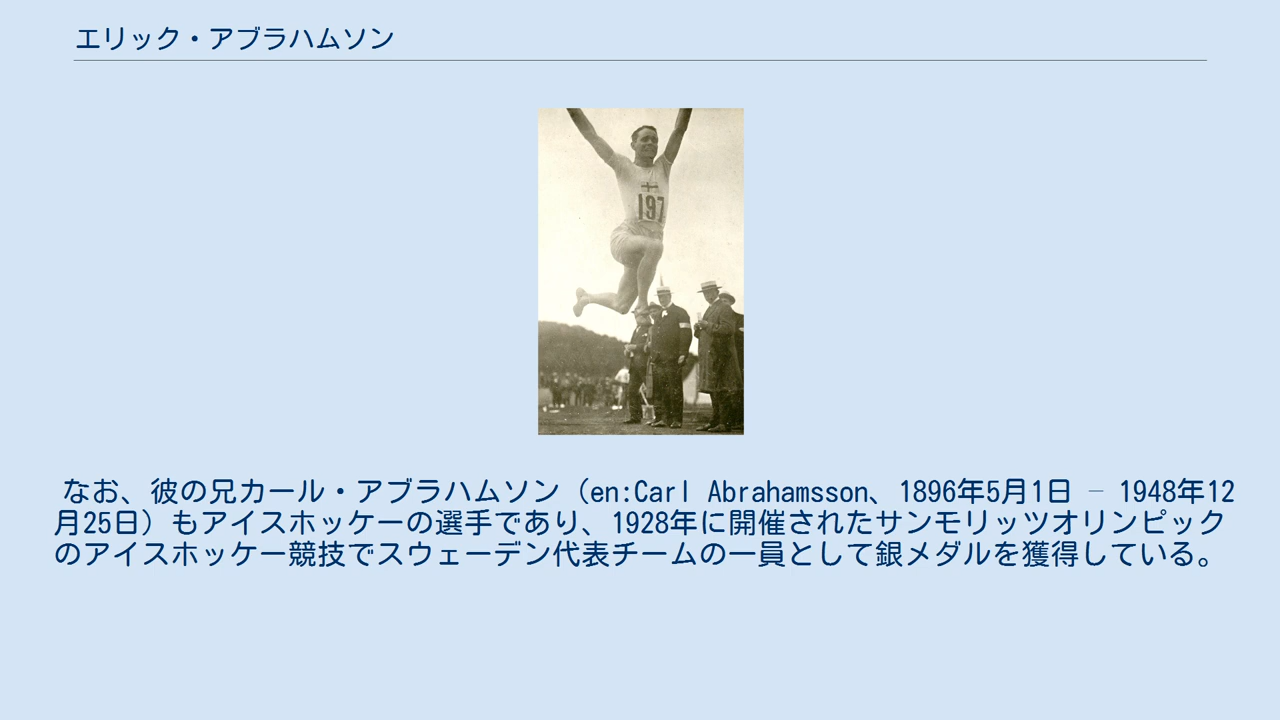 エリック・アブラハムソン
197
なお、彼の兄カール・アブラハムソン（en:Carl Abrahamsson、1896年5月1日 – 1948年12
月25日）もアイスホッケーの選手であり、1928年に開催されたサンモリッツオリンピック
のアイスホッケー競技でスウェーデン代表チームの一員として銀メダルを獲得している。